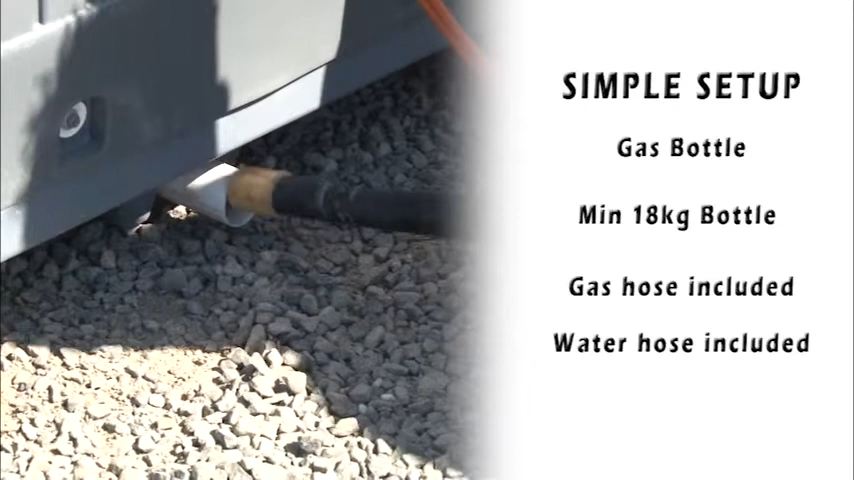 SIMPLE SETUP
Gas Bottle
Min 18kg Bottle
Gas hose included
Water hose included